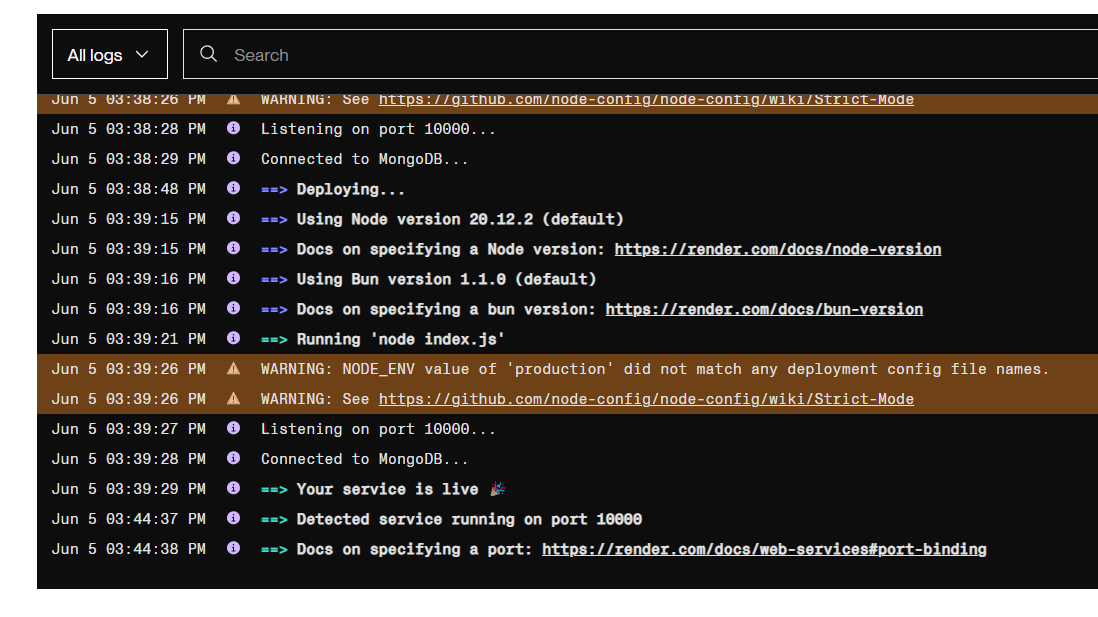 All logs
Search
Jun 5 03:38:26 PM WARNING: See https://github.com/node-config/node-config/wiki/Strict-Mode
Jun 5 03:38:28 PM Listening on port 10000...
Jun 5 03:38:29 PM Connected to MongoDB...
Jun 5 03:38:48 PM ==> Deploying...
Jun 5 03:39:15 PM ==> Using Node version 20.12.2 (default)
Jun 5 03:39:15 PM ==> Docs on specifying a Node version: https://render.com/docs/node-version
Jun 5 03:39:16 PM ==> Using Bun version 1.1.0 (default)
Jun 5 03:39:16 PM ==> Docs on specifying a bun version: https://render.com/docs/bun-version
Jun 5 03:39:21 PM ==> Running 'node index.js'
Jun 5 03:39:26 PM WARNING: NODE_ENV value of 'production' did not match any deployment config file names.
Jun 5 03:39:26 PM WARNING: See https://github.com/node-config/node-config/wiki/Strict-Mode
Jun 5 03:39:27 PM Listening on port 10000...
Jun 5 03:39:28 PM Connected to MongoDB...
Jun 5 03:39:29 PM ==> Your service is live 🎉
Jun 5 03:44:37 PM ==> Detected service running on port 10000
Jun 5 03:44:38 PM ==> Docs on specifying a port: https://render.com/docs/web-services#port-binding